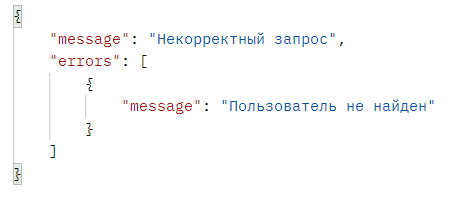 {
"message": "Некорректный запрос",
"errors": [
{
"message": "Пользователь не найден"
}
]
}